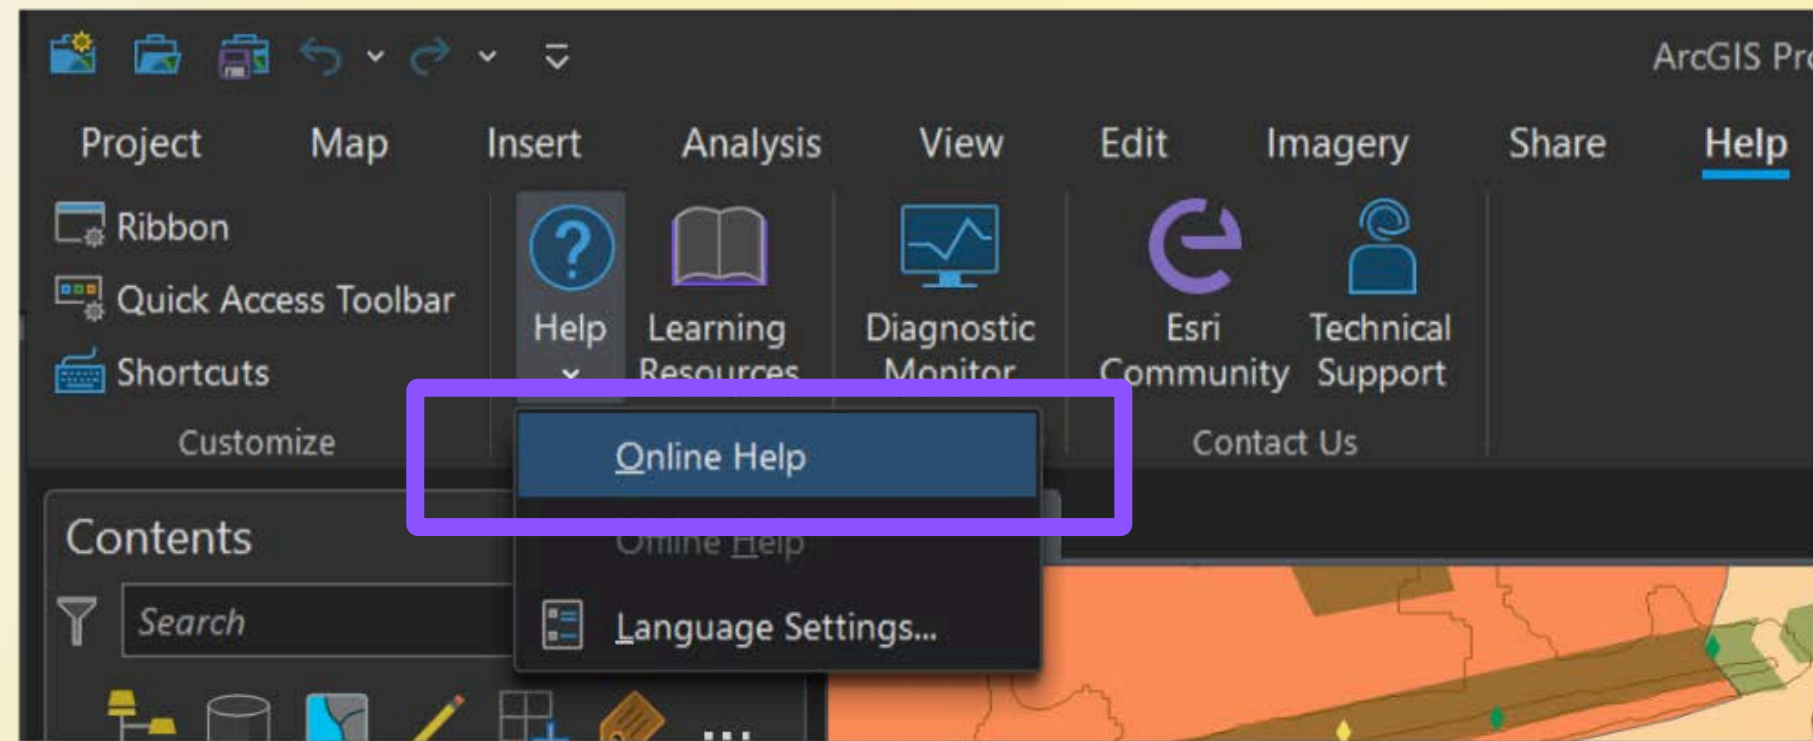 ArcGIS Pro
Project Map Insert Analysis View Edit Imagery Share Help
Ribbon
Quick Access Toolbar
Shortcuts
Customize
Help
Learning
Resources
Diagnostic
Monitor
Esri
Community
Technical
Support
Contact Us
Online Help
Offline Help
Language Settings...
Contents
Search